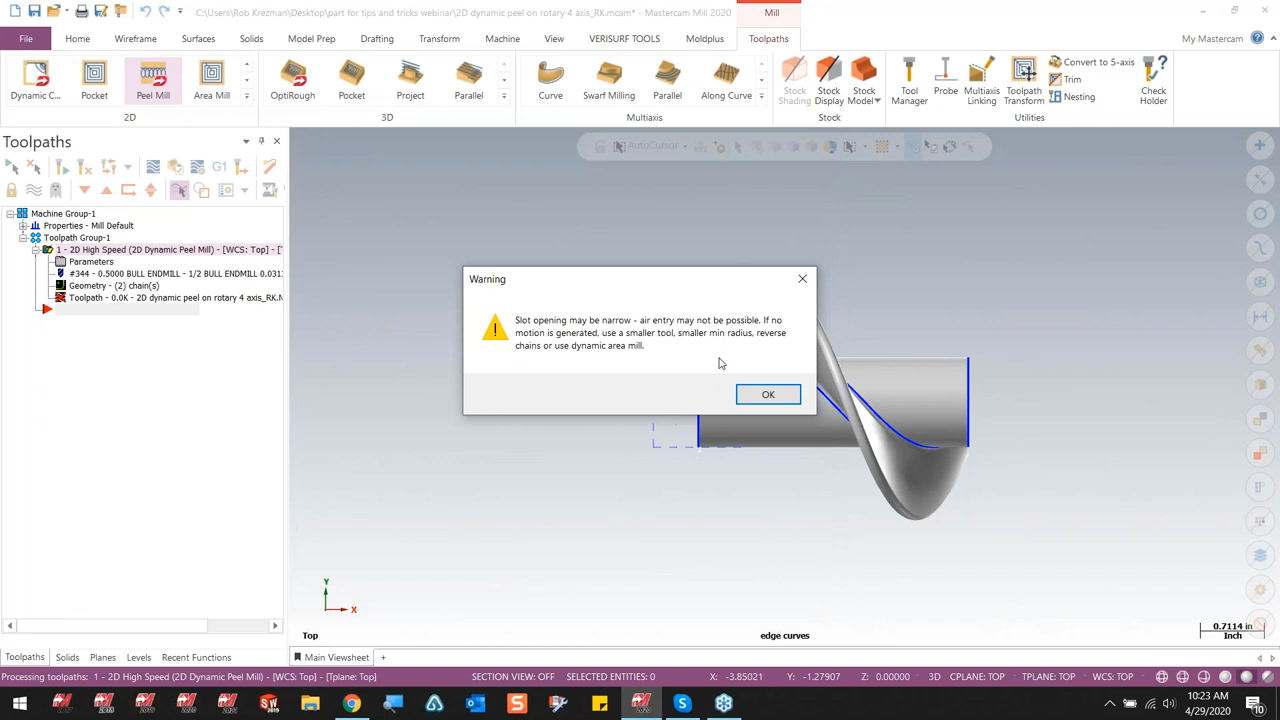 C:\Users\Rob Krezman\Desktop\part for tips and tricks webinar\2D dynamic peel on rotary 4 axis_RK.mcam* - Mastercam Mill 2020
Mill
File
Home
Wireframe
Surfaces
Solids
Model Prep
Drafting
Transform
Machine
View
VERISURF TOOLS
Moldplus
Toolpaths
My Mastercam
Dynamic C...
Pocket
Peel Mill
Area Mill
2D
OptiRough
Pocket
Project
Parallel
3D
Curve
Swarf Milling
Parallel
Along Curve
Multiaxis
Stock Shading
Stock Display
Stock Model
Stock
Tool Manager
Probe
Multiaxis Linking
Toolpath Transform
Convert to 5-axis
Trim
Nesting
Check Holder
Utilities
Toolpaths
G1
AutoCursor
Machine Group-1
Properties - Mill Default
Toolpath Group-1
1 - 2D High Speed (2D Dynamic Peel Mill) - [WCS: Top] - [
Parameters
#344 - 0.5000 BULL ENDMILL - 1/2 BULL ENDMILL 0.031
Geometry - (2) chain(s)
Toolpath - 0.0K - 2D dynamic peel on rotary 4 axis_RK.N
Warning
Slot opening may be narrow - air entry may not be possible. If no
motion is generated, use a smaller tool, smaller min radius, reverse
chains or use dynamic area mill.
OK
Y
X
Top
edge curves
0.7114 in
Inch
Toolpaths
Solids
Planes
Levels
Recent Functions
Main Viewsheet
+
Processing toolpaths: 1 - 2D High Speed (2D Dynamic Peel Mill) - [WCS: Top] - [Tplane: Top]
SECTION VIEW: OFF
SELECTED ENTITIES: 0
X: -3.85021
Y: -1.27907
Z: 0.00000
3D
CPLANE: TOP
TPLANE: TOP
WCS: TOP
10:23 AM
4/29/2020
10